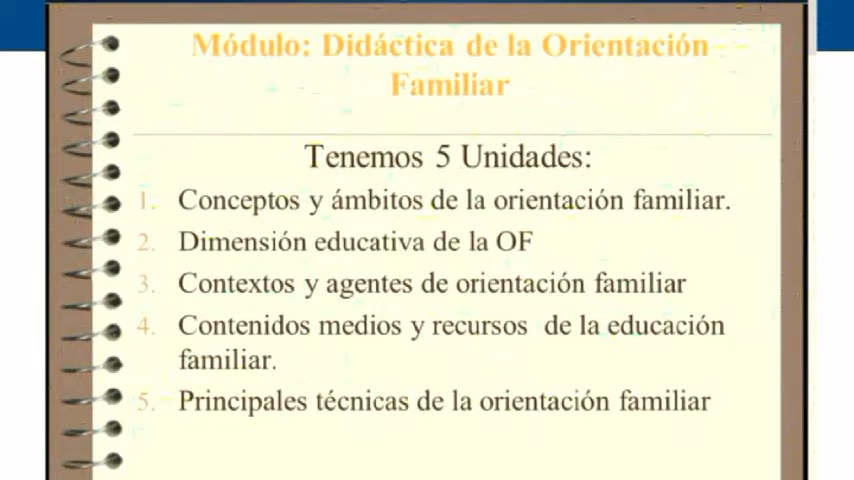 Módulo: Didáctica de la Orientación
Familiar
Tenemos 5 Unidades:
1. Conceptos y ámbitos de la orientación familiar.
2. Dimensión educativa de la OF
3. Contextos y agentes de orientación familiar
4. Contenidos medios y recursos de la educación
familiar.
5. Principales técnicas de la orientación familiar